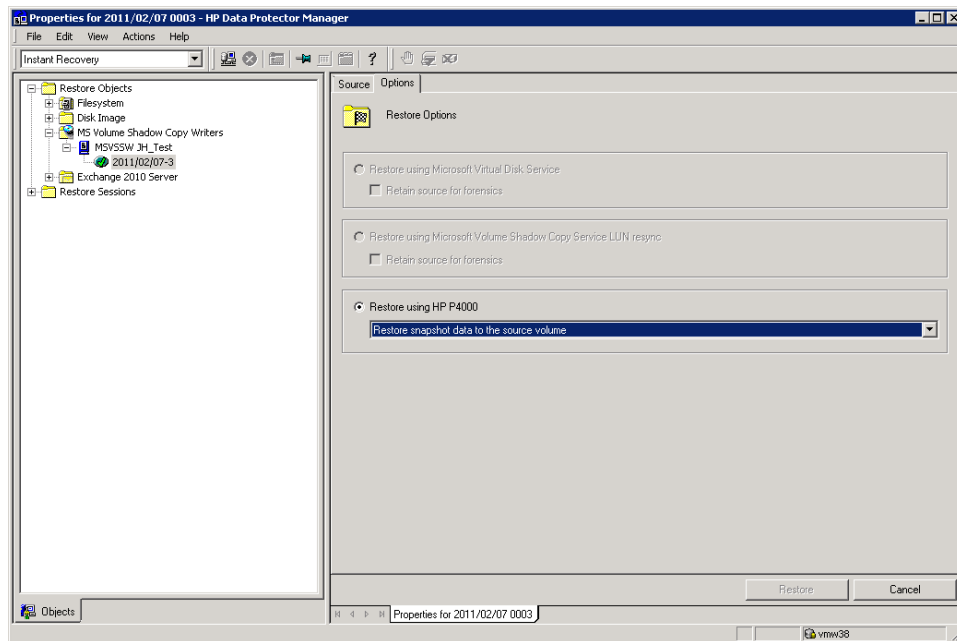 Properties for 2011/02/07 0003 - HP Data Protector Manager
File Edit View Actions Help
Instant Recovery
Restore Objects
Filesystem
Disk Image
MS Volume Shadow Copy Writers
MSVSSW JH_Test
2011/02/07-3
Exchange 2010 Server
Restore Sessions
Objects
Source Options
Restore Options
Restore using Microsoft Virtual Disk Service
Retain source for forensics
Restore using Microsoft Volume Shadow Copy Service LUN resync
Retain source for forensics
Restore using HP P4000
Restore snapshot data to the source volume
Restore Cancel
Properties for 2011/02/07 0003
vmw38